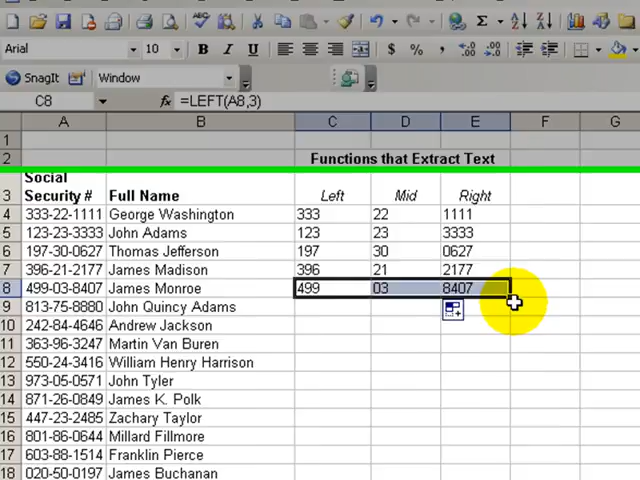 Arial 10 B I U $ % ,
SnagIt Window
C8 fx =LEFT(A8,3)
A B C D E F G
1
2 Functions that Extract Text
Social
3 Security # Full Name Left Mid Right
4 333-22-1111 George Washington 333 22 1111
5 123-23-3333 John Adams 123 23 3333
6 197-30-0627 Thomas Jefferson 197 30 0627
7 396-21-2177 James Madison 396 21 2177
8 499-03-8407 James Monroe 499 03 8407
9 813-75-8880 John Quincy Adams
10 242-84-4646 Andrew Jackson
11 363-96-3247 Martin Van Buren
12 550-24-3416 William Henry Harrison
13 973-05-0571 John Tyler
14 871-26-0849 James K. Polk
15 447-23-2485 Zachary Taylor
16 801-86-0644 Millard Fillmore
17 603-88-1514 Franklin Pierce
18 020-50-0197 James Buchanan